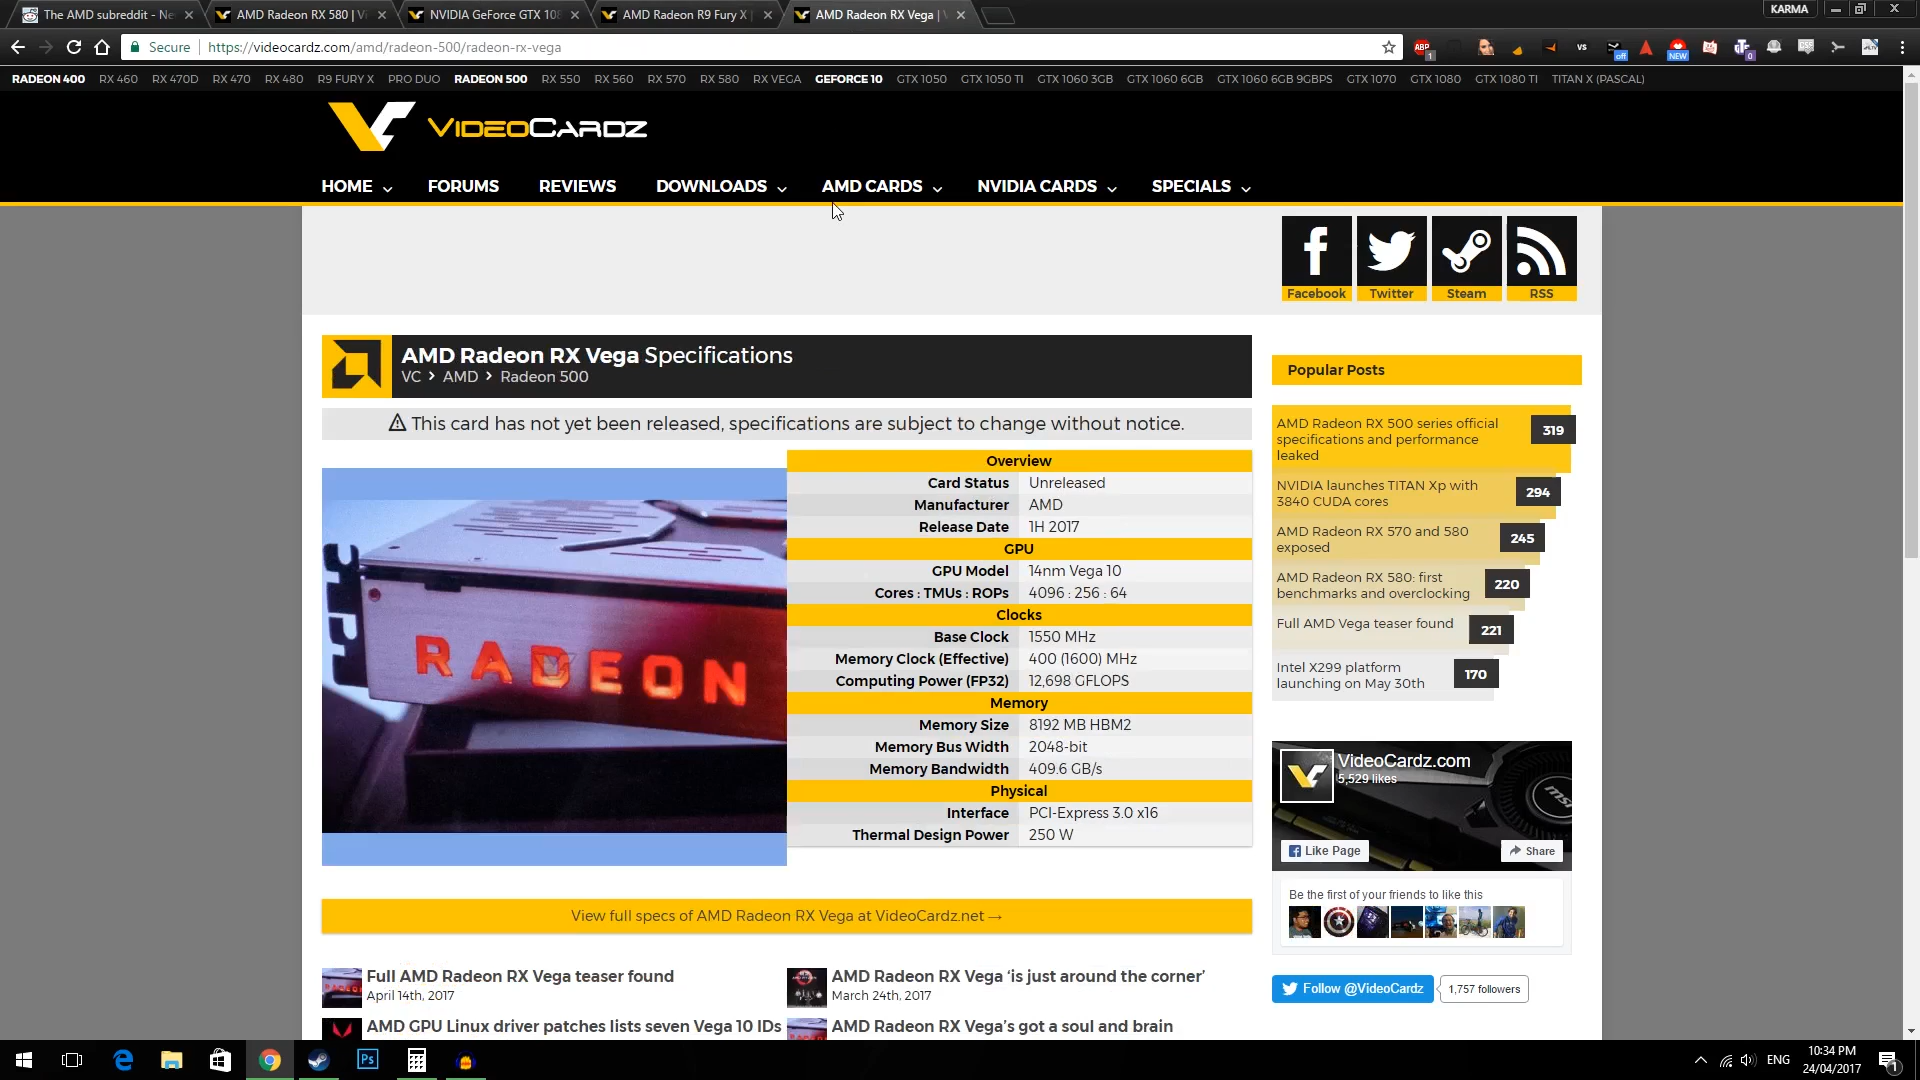 The AMD subreddit - Ne
AMD Radeon RX 580 | V
NVIDIA GeForce GTX 108
AMD Radeon R9 Fury X |
AMD Radeon RX Vega | V
KARMA
Secure
https://videocardz.com/amd/radeon-500/radeon-rx-vega
ABP
1
VS
off
NEW
0
RADEON 400 RX 460 RX 470D RX 470 RX 480 R9 FURY X PRO DUO RADEON 500 RX 550 RX 560 RX 570 RX 580 RX VEGA GEFORCE 10 GTX 1050 GTX 1050 TI GTX 1060 3GB GTX 1060 6GB GTX 1060 6GB 9GBPS GTX 1070 GTX 1080 GTX 1080 TI TITAN X (PASCAL)
VIDEOCARDZ
HOME FORUMS REVIEWS DOWNLOADS AMD CARDS NVIDIA CARDS SPECIALS
Facebook Twitter Steam RSS
AMD Radeon RX Vega Specifications
VC > AMD > Radeon 500
This card has not yet been released, specifications are subject to change without notice.
RADEON
Overview
Card Status Unreleased
Manufacturer AMD
Release Date 1H 2017
GPU
GPU Model 14nm Vega 10
Cores : TMUs : ROPs 4096 : 256 : 64
Clocks
Base Clock 1550 MHz
Memory Clock (Effective) 400 (1600) MHz
Computing Power (FP32) 12,698 GFLOPS
Memory
Memory Size 8192 MB HBM2
Memory Bus Width 2048-bit
Memory Bandwidth 409.6 GB/s
Physical
Interface PCI-Express 3.0 x16
Thermal Design Power 250 W
View full specs of AMD Radeon RX Vega at VideoCardz.net →
Full AMD Radeon RX Vega teaser found
April 14th, 2017
AMD Radeon RX Vega ‘is just around the corner’
March 24th, 2017
AMD GPU Linux driver patches lists seven Vega 10 IDs
AMD Radeon RX Vega’s got a soul and brain
Popular Posts
AMD Radeon RX 500 series official
specifications and performance
leaked
319
NVIDIA launches TITAN Xp with
3840 CUDA cores
294
AMD Radeon RX 570 and 580
exposed
245
AMD Radeon RX 580: first
benchmarks and overclocking
220
Full AMD Vega teaser found
221
Intel X299 platform
launching on May 30th
170
VideoCardz.com
5,529 likes
msi
Like Page
Share
Be the first of your friends to like this
Follow @VideoCardz
1,757 followers
Ps
ENG
10:34 PM
24/04/2017
1